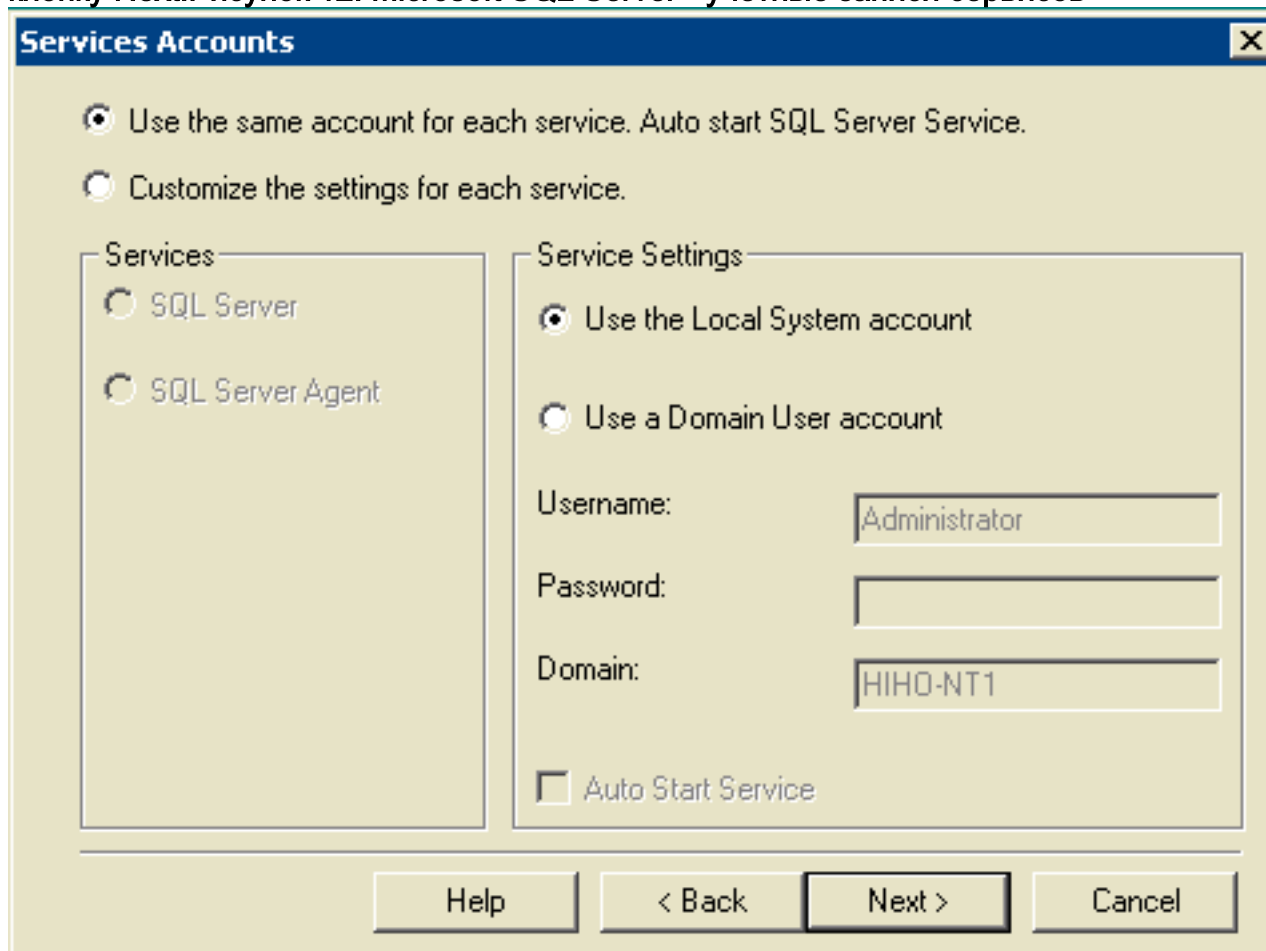 Services Accounts
Use the same account for each service. Auto start SQL Server Service.
Customize the settings for each service.
Services
SQL Server
SQL Server Agent
Service Settings
Use the Local System account
Use a Domain User account
Username:
Administrator
Password:
Domain:
HIHO-NT1
Auto Start Service
Help
< Back
Next >
Cancel